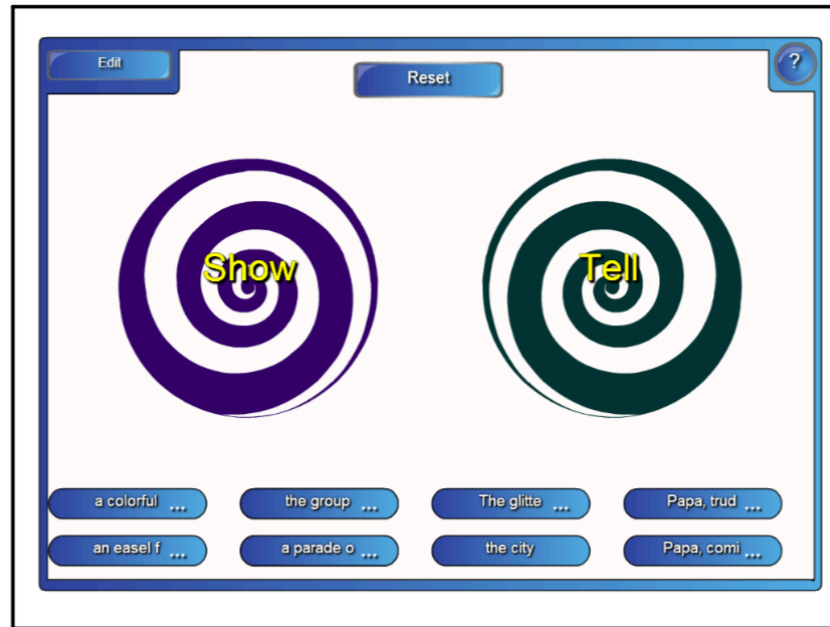 Edit
Reset
?
Show
Tell
a colorful ...
the group ...
The glitte ...
Papa, trud ...
an easel f ...
a parade o ...
the city
Papa, comi ...